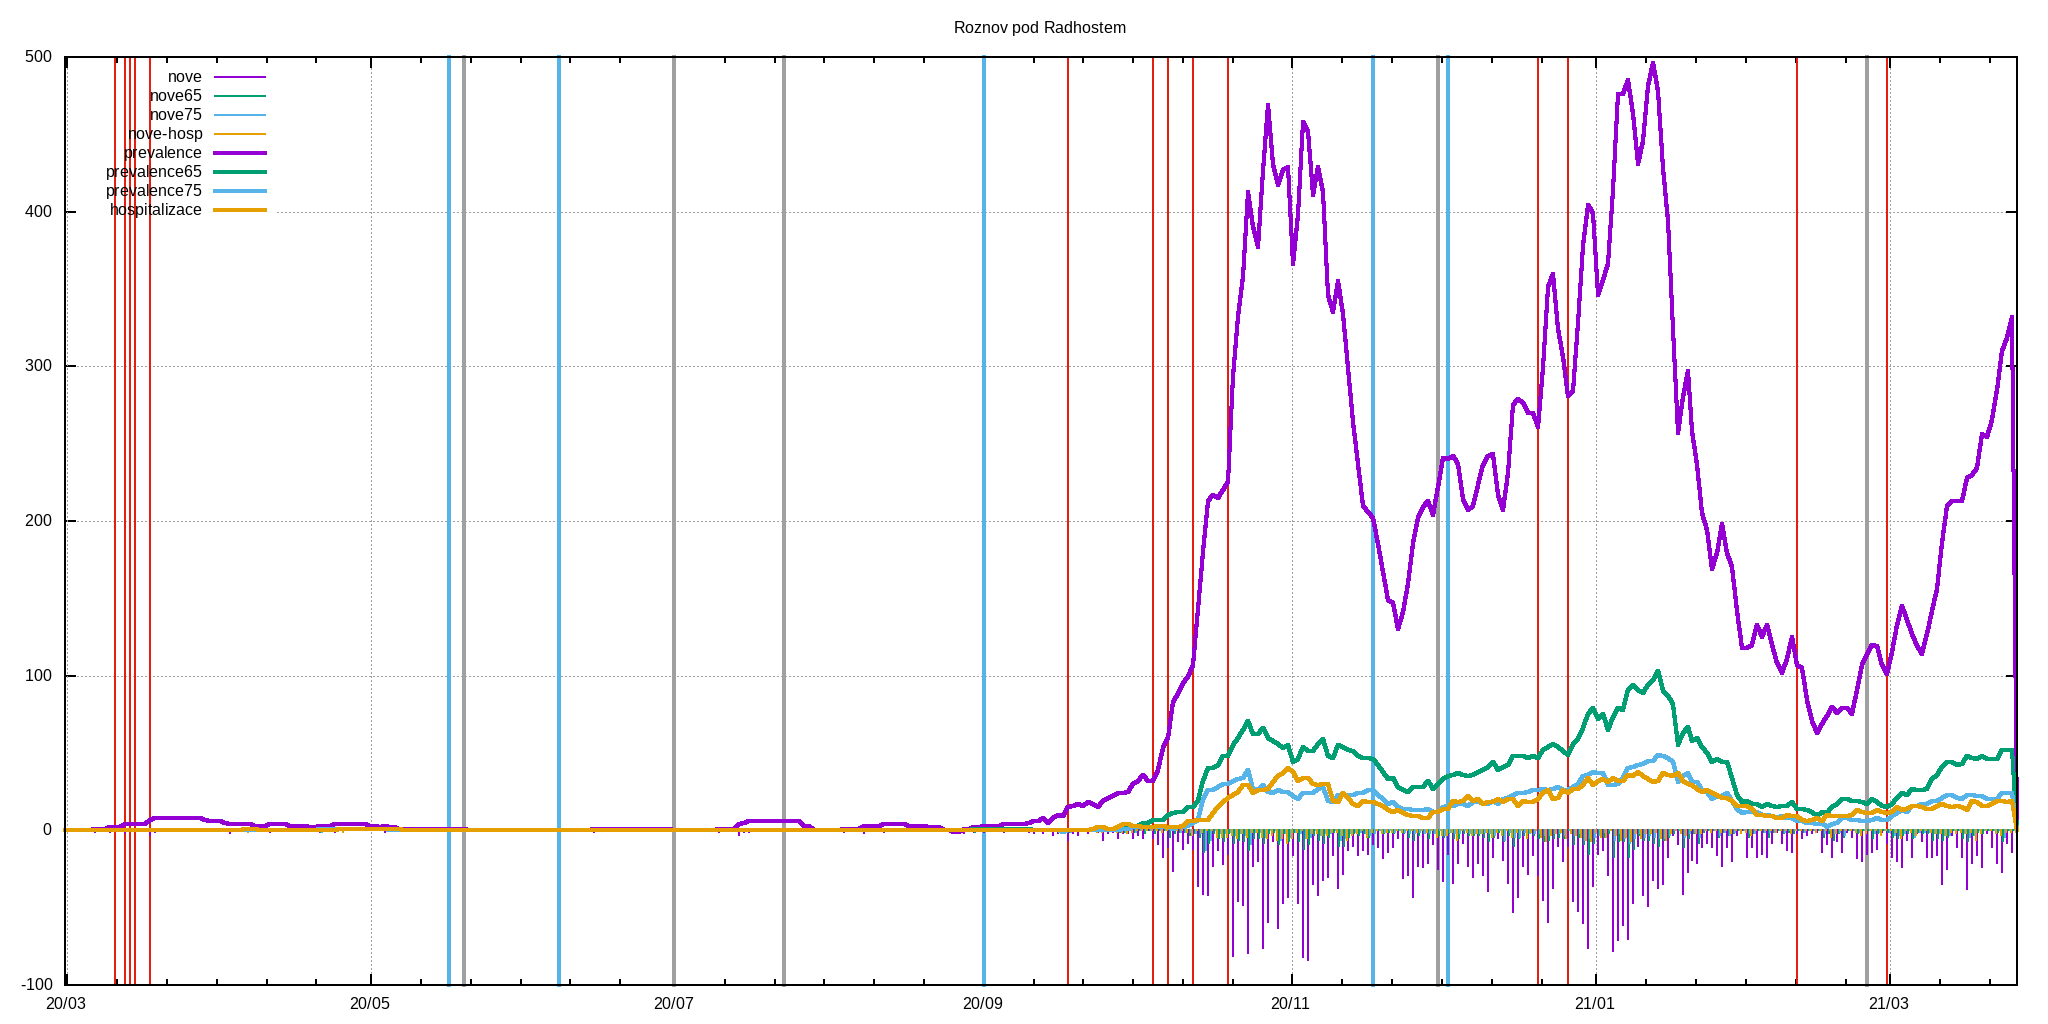 Roznov pod Radhostem
500
nove
nove65
nove75
nove-hosp
prevalence
prevalence65
prevalence75
hospitalizace
400
300
200
100
0
-100
20/03
20/05
20/07
20/09
20/11
21/01
21/03